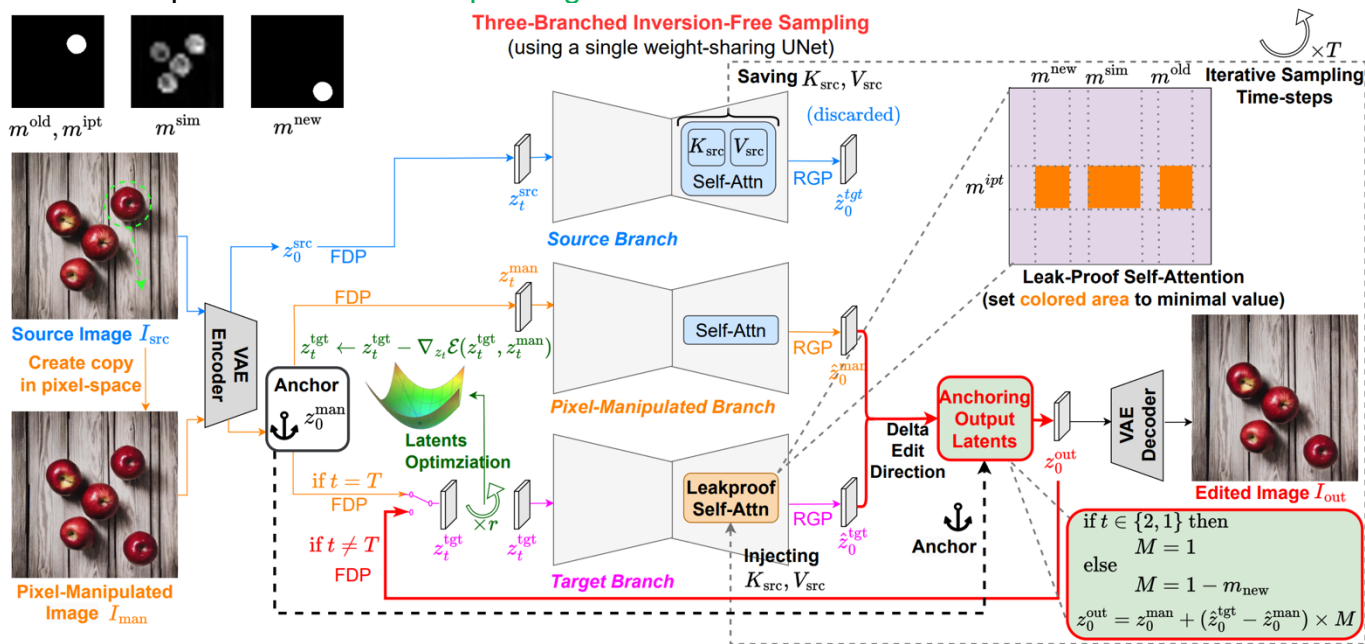 Three-Branched Inversion-Free Sampling
(using a single weight-sharing UNet)
×T
Iterative Sampling
Time-steps
m^old, m^ipt
m^sim
m^new
Saving K_src, V_src
(discarded)
K_src V_src
Self-Attn
RGP
z_t^src
ẑ_0^tgt
Source Branch
z_0^src
FDP
m^new m^sim m^old
m^ipt
Leak-Proof Self-Attention
(set colored area to minimal value)
Source Image I_src
VAE
Encoder
Create copy
in pixel-space
Pixel-Manipulated
Image I_man
Anchor
z_0^man
FDP
z_t^man
z_t^tgt ← z_t^tgt − ∇_{z_t} ℰ(z_t^tgt, z_t^man)
Latents
Optimziation
Self-Attn
RGP
ẑ_0^man
Pixel-Manipulated Branch
if t = T
FDP
if t ≠ T
FDP
z_t^tgt
×r
z_t^tgt
Leakproof
Self-Attn
RGP
ẑ_0^tgt
Target Branch
Injecting
K_src, V_src
Delta
Edit
Direction
Anchoring
Output
Latents
Anchor
z_0^out
VAE
Decoder
Edited Image I_out
if t ∈ {2, 1} then
M = 1
else
M = 1 − m_new
z_0^out = z_0^man + (ẑ_0^tgt − ẑ_0^man) × M